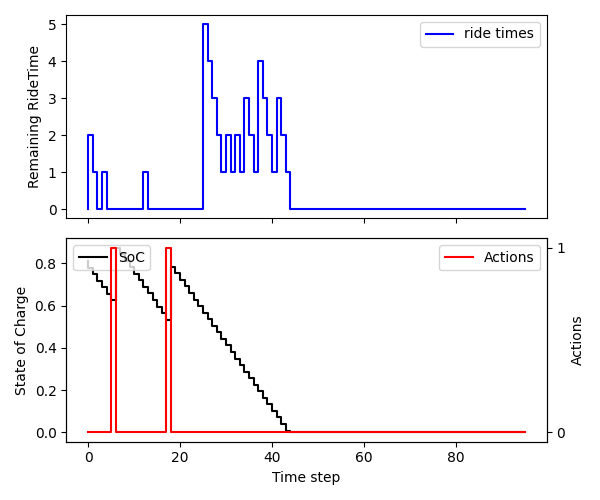 Remaining RideTime
5
4
3
2
1
0
ride times
State of Charge
0.8
0.6
0.4
0.2
0.0
SoC
Actions
1
0
Actions
0
20
40
60
80
Time step